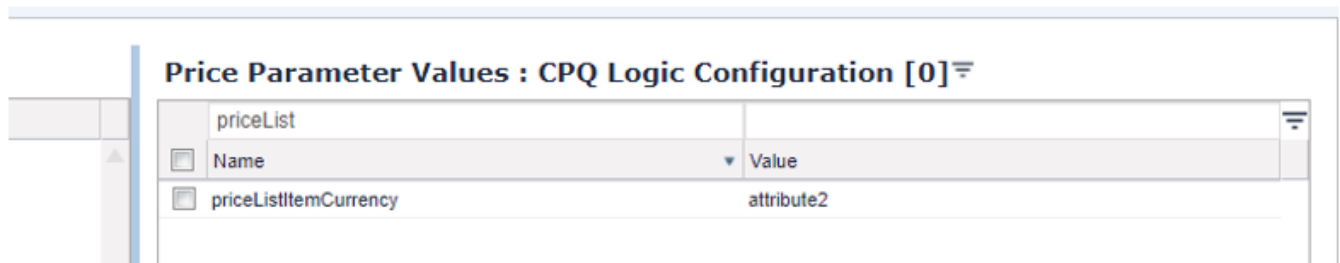 Price Parameter Values : CPQ Logic Configuration [0]
priceList
Name Value
priceListItemCurrency attribute2